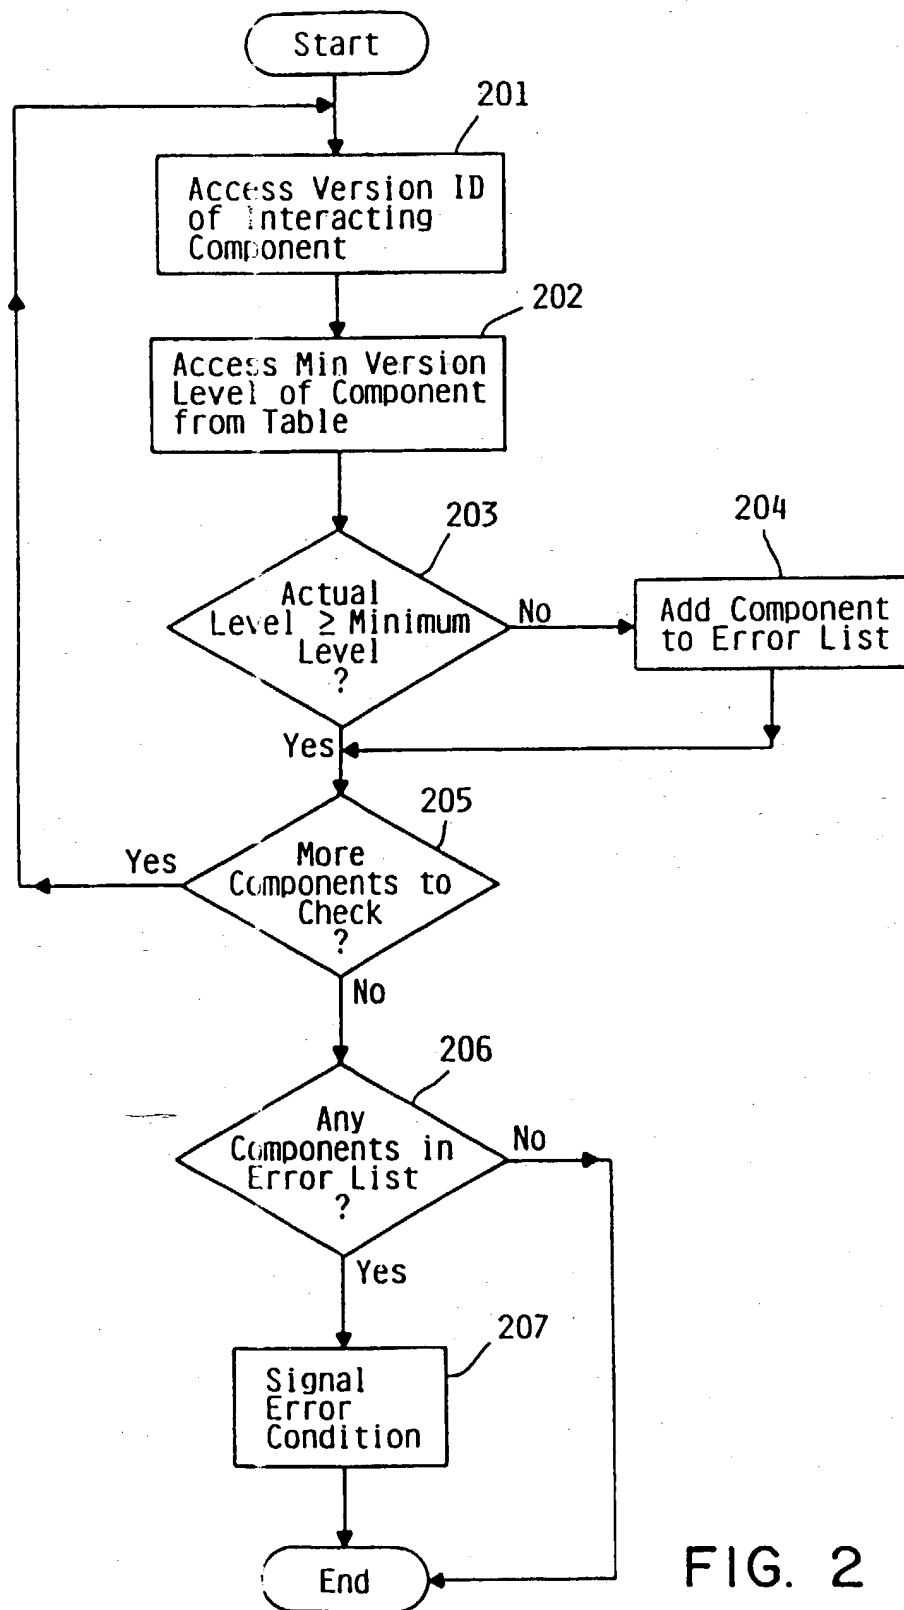 Start
201
Access Version ID
of Interacting
Component
202
Access Min Version
Level of Component
from Table
203
Actual
Level ≥ Minimum
Level
?
No
204
Add Component
to Error List
Yes
205
More
Components to
Check
?
Yes
No
206
Any
Components in
Error List
?
No
Yes
207
Signal
Error
Condition
End
FIG. 2